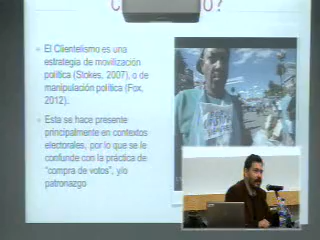 El Clientelismo es una
estrategia de movilización
política (Stokes, 2007), o de
manipulación política (Fox,
2012).
Esta se hace presente
principalmente en contextos
electorales, por lo que se le
confunde con la práctica de
"compra de votos", y/o
patronazgo